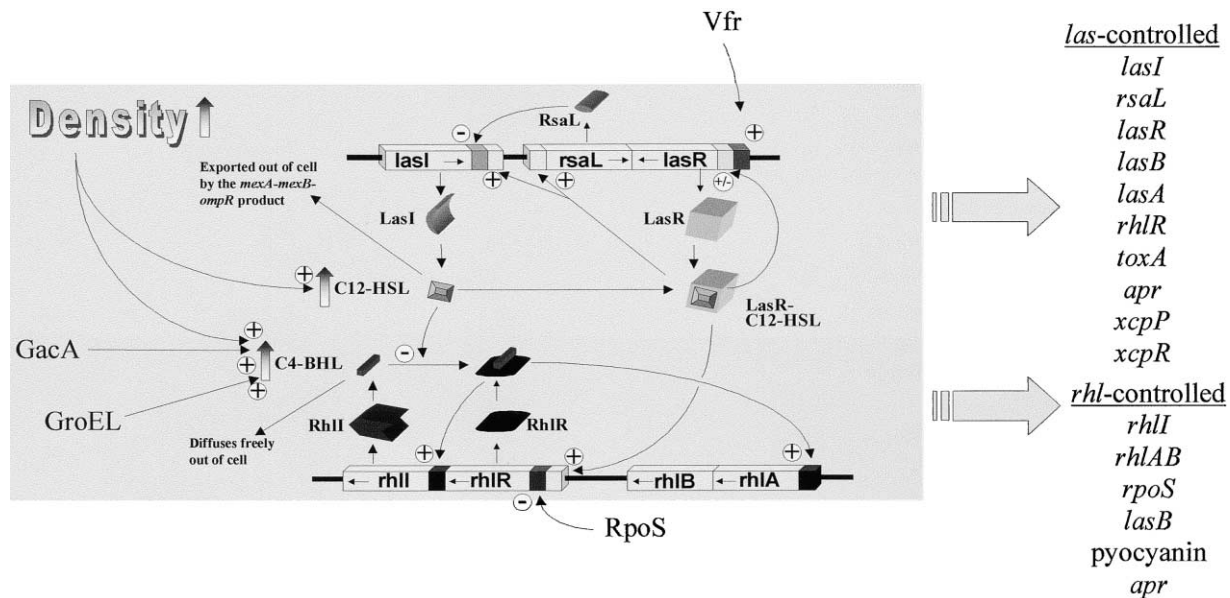 Vfr
Density
RsaL
−
+
lasI
rsaL
lasR
+
+
+/-
Exported out of cell
by the mexA-mexB-
ompR product
LasI
LasR
+
C12-HSL
LasR-
C12-HSL
+
GacA
+
C4-BHL
−
+
GroEL
Diffuses freely
out of cell
RhlI
RhlR
+
+
+
rhlI
rhlR
rhlB
rhlA
−
RpoS
las-controlled
lasI
rsaL
lasR
lasB
lasA
rhlR
toxA
apr
xcpP
xcpR
rhl-controlled
rhlI
rhlAB
rpoS
lasB
pyocyanin
apr